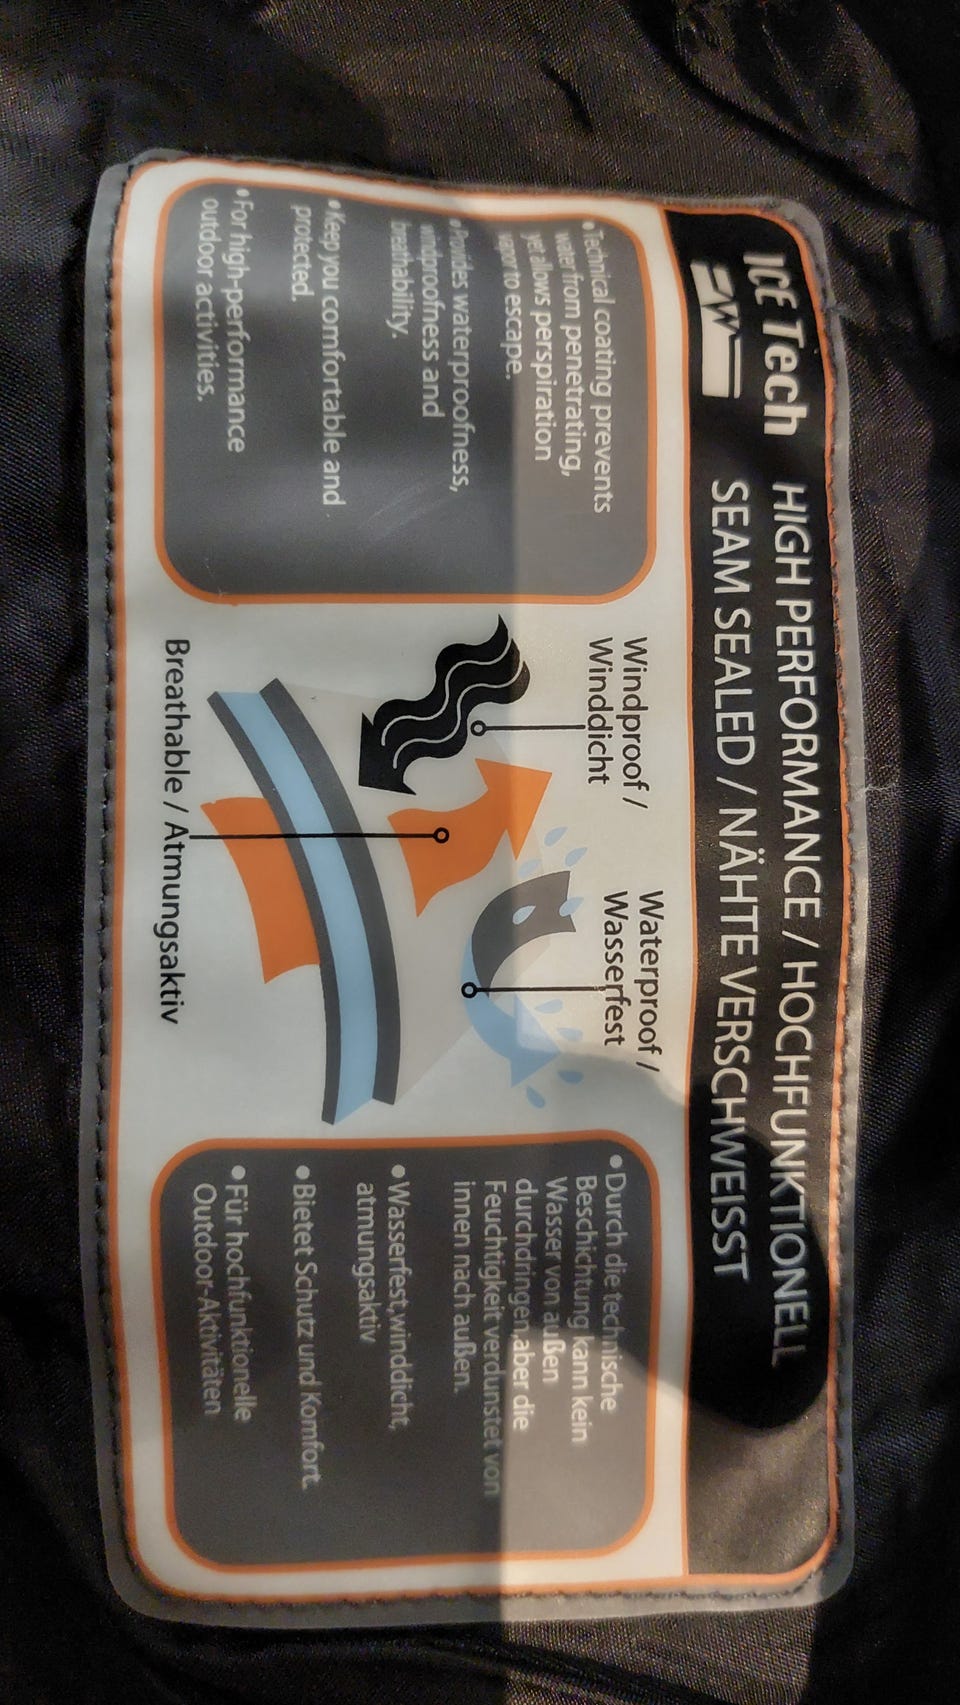 ICE Tech
FW
HIGH PERFORMANCE / HOCHFUNKTIONELL
SEAM SEALED / NÄHTE VERSCHWEISST
•Technical coating prevents
water from penetrating,
yet allows perspiration
vapor to escape.
•Provides waterproofness,
windproofness and
breathability.
•Keep you comfortable and
protected.
•For high-performance
outdoor activities.
Windproof /
Winddicht
Waterproof /
Wasserfest
Breathable / Atmungsaktiv
•Durch die technische
Beschichtung kann kein
Wasser von außen
durchdringen aber die
Feuchtigkeit verdunstet von
innen nach außen.
•Wasserfest,winddicht,
atmungsaktiv
•Bietet Schutz und Komfort.
•Für hochfunktionelle
Outdoor-Aktivitäten